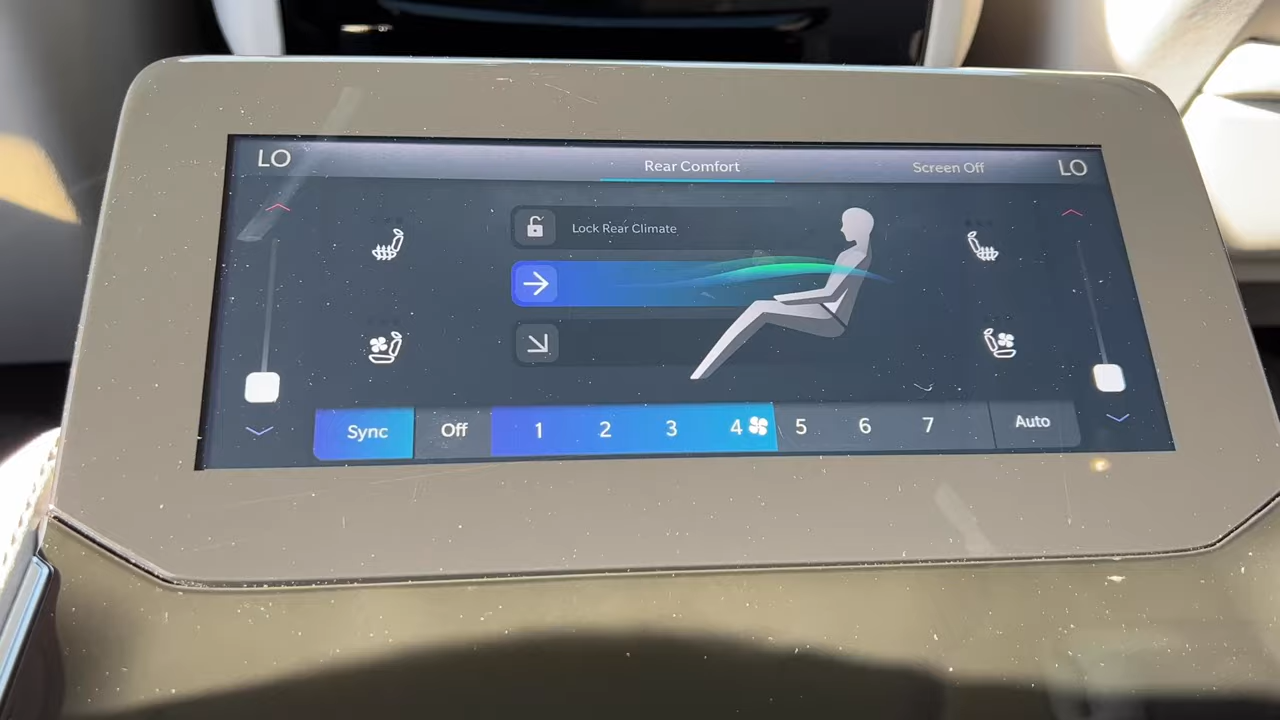 LO Rear Comfort Screen Off LO
Lock Rear Climate
Sync Off 1 2 3 4 5 6 7 Auto